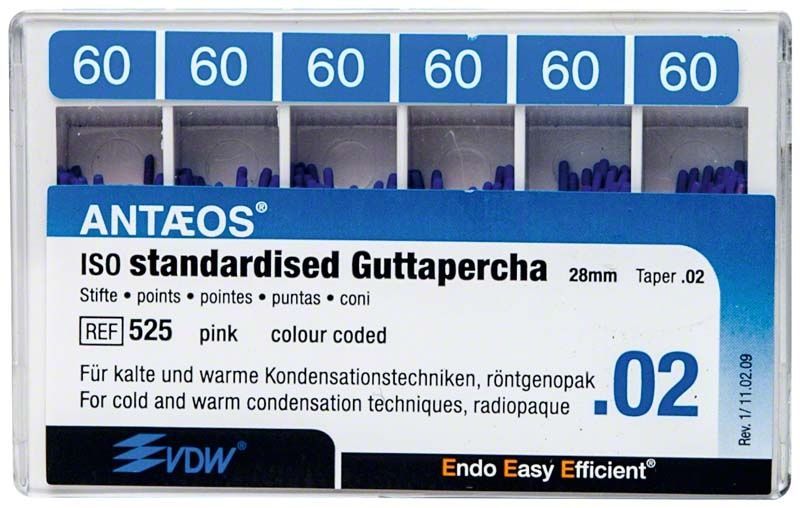 60 60 60 60 60 60
ANTÆOS®
ISO standardised Guttapercha 28mm Taper .02
Stifte • points • pointes • puntas • coni
REF 525 pink colour coded
Für kalte und warme Kondensationstechniken, röntgenopak
For cold and warm condensation techniques, radiopaque
.02
Rev. 1/ 11.02.09
VDW®
Endo Easy Efficient®